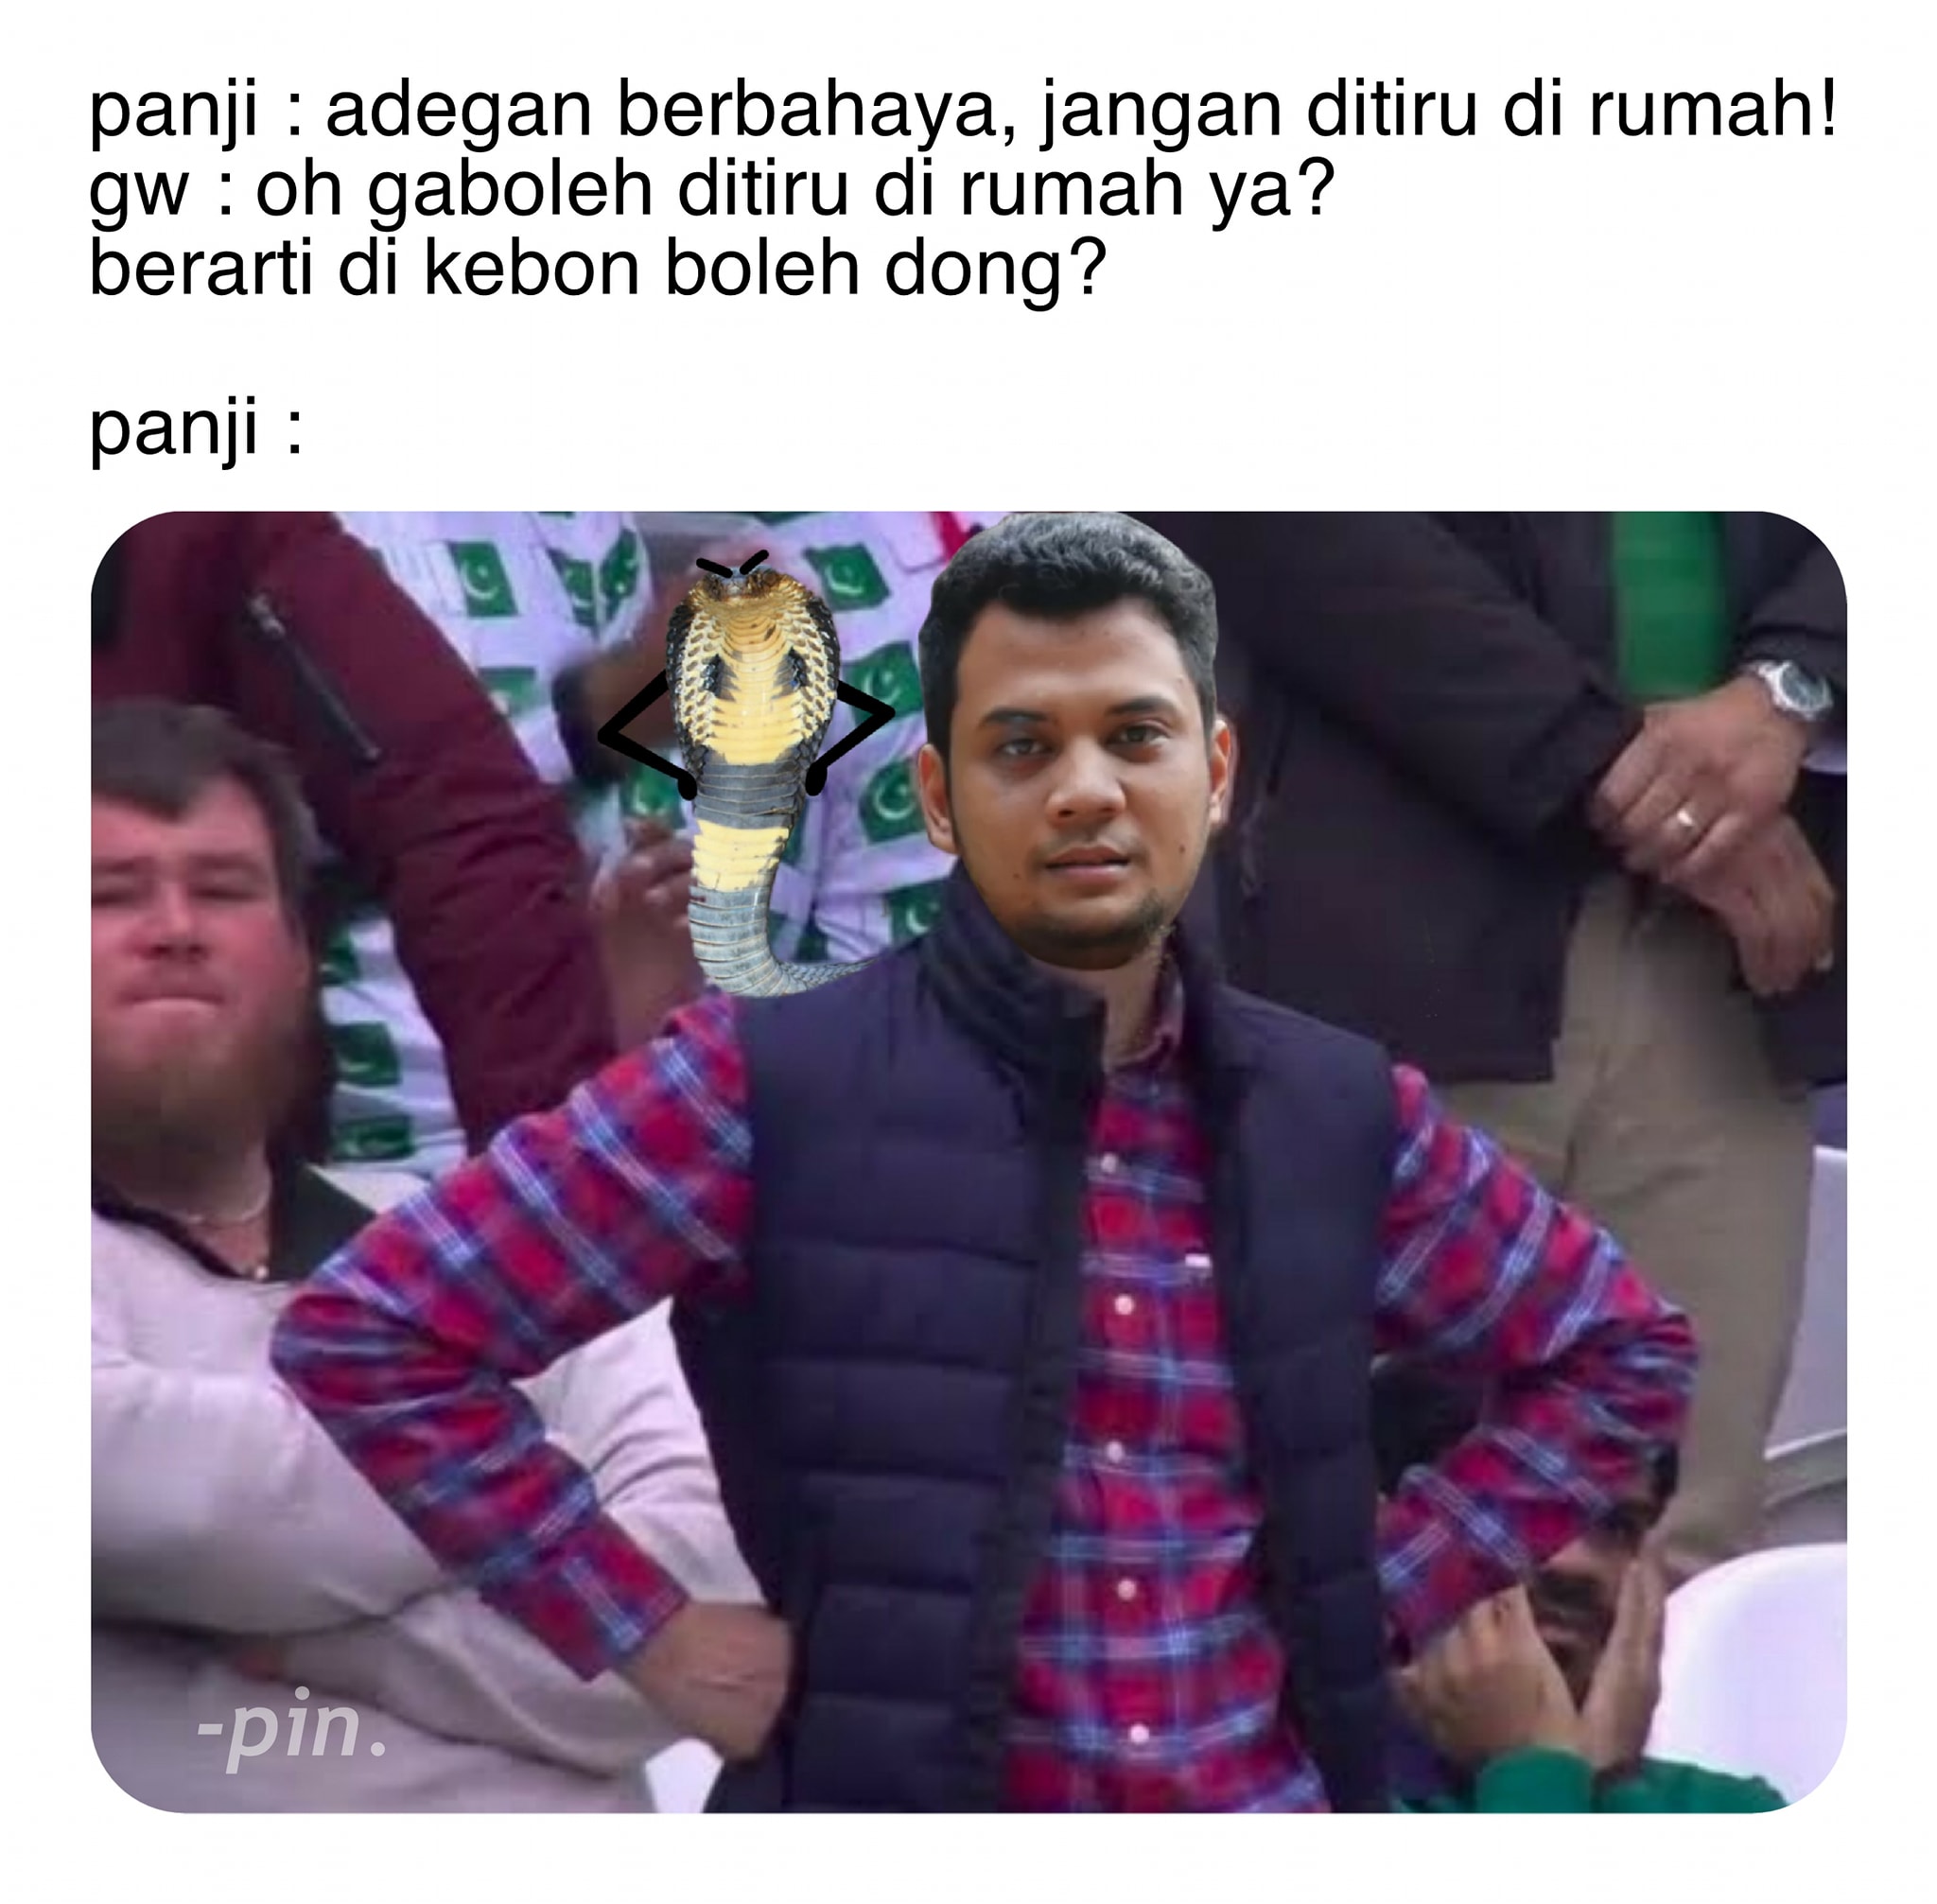 panji : adegan berbahaya, jangan ditiru di rumah!
gw : oh gaboleh ditiru di rumah ya?
berarti di kebon boleh dong?
panji :
-pin.